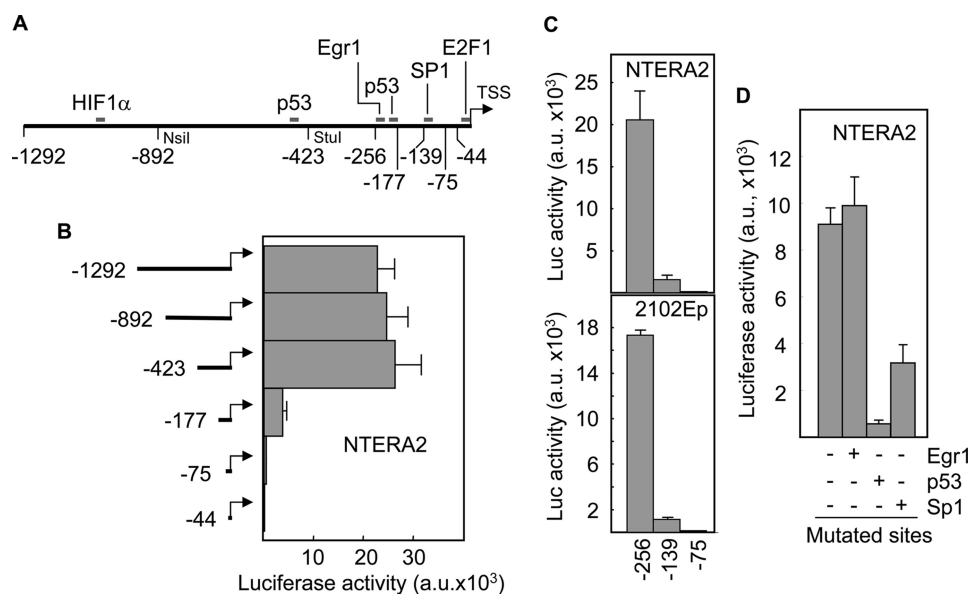 A
Egr1
E2F1
SP1
p53
TSS
HIF1α
p53
NsiI
StuI
-1292
-892
-423
-256
-139
-44
-177
-75
B
-1292
-892
-423
-177
-75
-44
NTERA2
10 20 30
Luciferase activity (a.u.x10³)
C
NTERA2
25
20
15
10
5
Luc activity (a.u. x10³)
2102Ep
18
14
10
6
2
Luc activity (a.u. x10³)
-256
-139
-75
D
NTERA2
12
10
8
6
4
2
Luciferase activity (a.u., x10³)
- + - - Egr1
- - + - p53
- - - + Sp1
Mutated sites